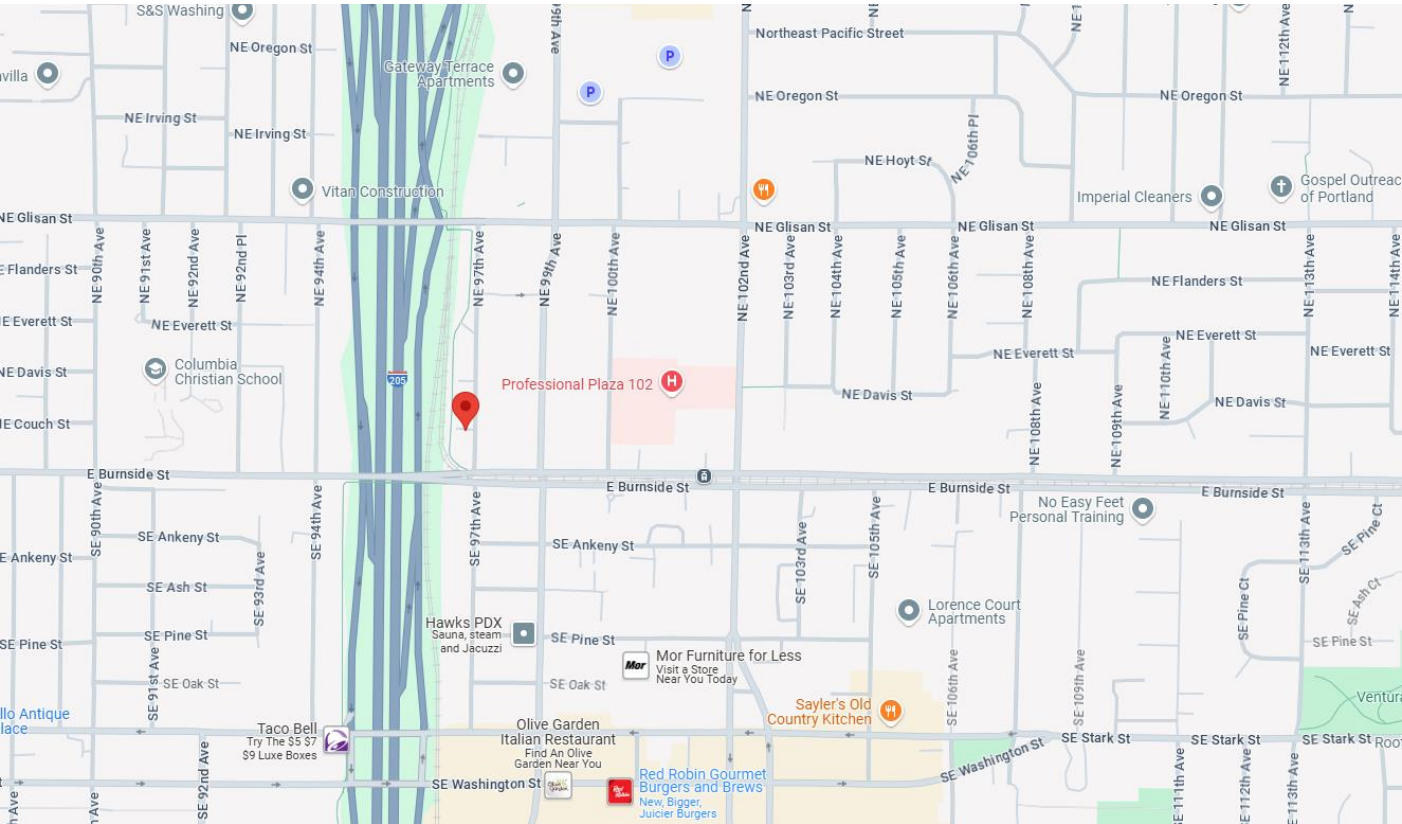 S&S Washing
NE Oregon St
9th Ave
Northeast Pacific Street
NE 112th Ave
Gateway Terrace
Apartments
P
P
villa
NE Oregon St
NE Oregon St
NE Irving St
NE Irving St
NE 106th Pl
NE Hoyt St
Vitan Construction
Imperial Cleaners
Gospel Outreac
of Portland
NE Glisan St
NE Glisan St
NE Glisan St
NE Glisan St
NE 90th Ave
NE 91st Ave
NE 92nd Ave
NE 92nd Pl
NE 94th Ave
NE 97th Ave
NE 99th Ave
NE 100th Ave
NE 102nd Ave
NE 103rd Ave
NE 104th Ave
NE 105th Ave
NE 106th Ave
NE 108th Ave
NE 113th Ave
NE 114th Ave
E Flanders St
NE Flanders St
E Everett St
NE Everett St
NE Everett St
NE Everett St
NE Everett St
Columbia
Christian School
205
NE Davis St
Professional Plaza 102
H
NE Davis St
NE Davis St
NE 108th Ave
NE 109th Ave
NE 110th Ave
E Couch St
E Burnside St
E Burnside St
E Burnside St
E Burnside St
No Easy Feet
Personal Training
SE 90th Ave
SE 94th Ave
SE 97th Ave
SE 103rd Ave
SE 105th Ave
SE 113th Ave
SE Pine Ct
SE Ankeny St
SE Ankeny St
E Ankeny St
SE 93rd Ave
SE Ash St
SE Ash Ct
SE Pine Ct
Lorence Court
Apartments
Hawks PDX
Sauna, steam
and Jacuzzi
SE Pine St
SE Pine St
SE Pine St
SE Pine St
Mor
Mor Furniture for Less
Visit a Store
Near You Today
SE 91st Ave
SE Oak St
SE Oak St
SE 106th Ave
SE 109th Ave
Sayler's Old
Country Kitchen
Ventura
llo Antique
lace
Taco Bell
Try The $5 $7
$9 Luxe Boxes
Olive Garden
Italian Restaurant
Find An Olive
Garden Near You
SE Stark St
SE Stark St
SE Stark St
Roo
SE Washington St
SE Washington St
SE 92nd Ave
Red Robin Gourmet
Burgers and Brews
New, Bigger,
Juicier Burgers
SE 111th Ave
SE 112th Ave
SE 113th Ave